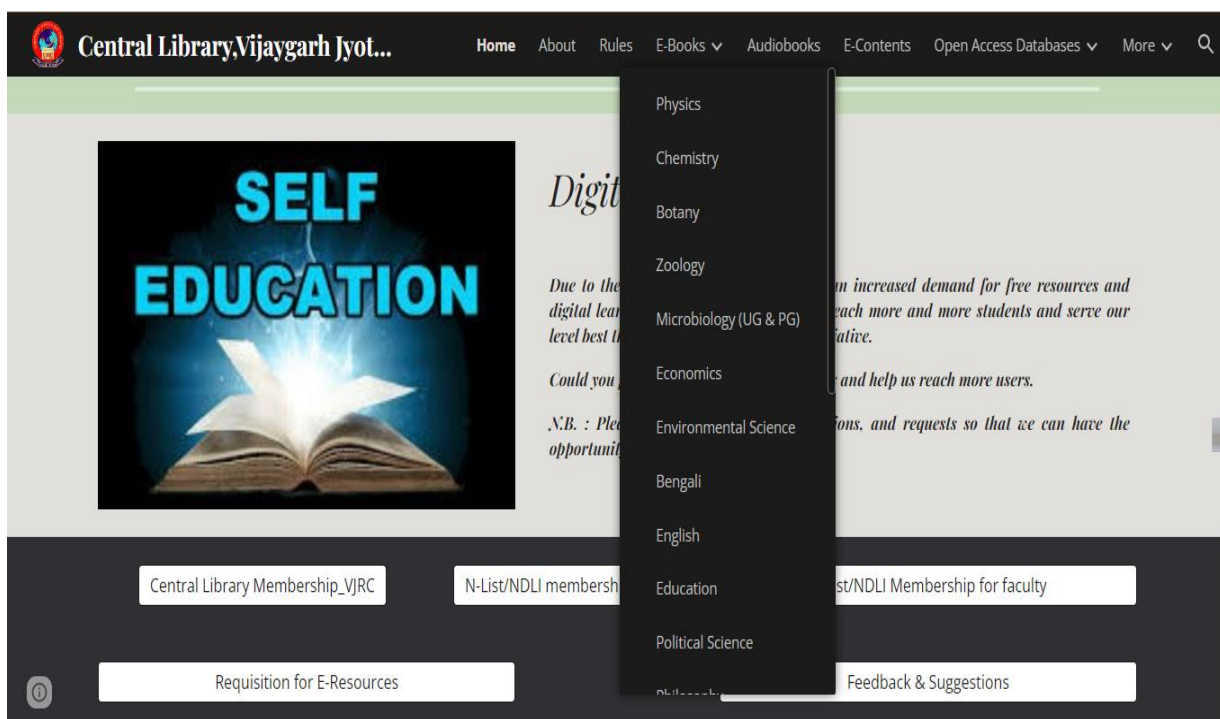 Central Library,Vijaygarh Jyot...
Home About Rules E-Books Audiobooks E-Contents Open Access Databases More
Physics
Chemistry
Botany
Zoology
Microbiology (UG & PG)
Economics
Environmental Science
Bengali
English
Education
Political Science
SELF
EDUCATION
Digit
Due to the increased demand for free resources and
digital lear each more and more students and serve our
level best ative.
Could you and help us reach more users.
N.B. : Plea ions, and requests so that we can have the
opportunit
Central Library Membership_VJRC
N-List/NDLI membersh
st/NDLI Membership for faculty
Requisition for E-Resources
Feedback & Suggestions